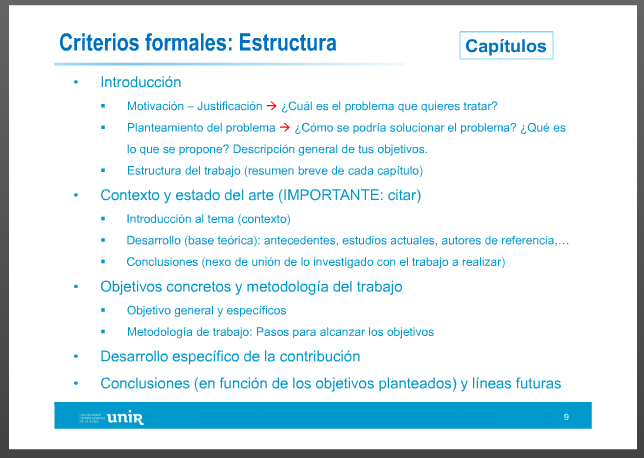 Criterios formales: Estructura
Capítulos
• Introducción
▪ Motivación – Justificación → ¿Cuál es el problema que quieres tratar?
▪ Planteamiento del problema → ¿Cómo se podría solucionar el problema? ¿Qué es
lo que se propone? Descripción general de tus objetivos.
▪ Estructura del trabajo (resumen breve de cada capítulo)
• Contexto y estado del arte (IMPORTANTE: citar)
▪ Introducción al tema (contexto)
▪ Desarrollo (base teórica): antecedentes, estudios actuales, autores de referencia,…
▪ Conclusiones (nexo de unión de lo investigado con el trabajo a realizar)
• Objetivos concretos y metodología del trabajo
▪ Objetivo general y específicos
▪ Metodología de trabajo: Pasos para alcanzar los objetivos
• Desarrollo específico de la contribución
• Conclusiones (en función de los objetivos planteados) y líneas futuras
unir
9